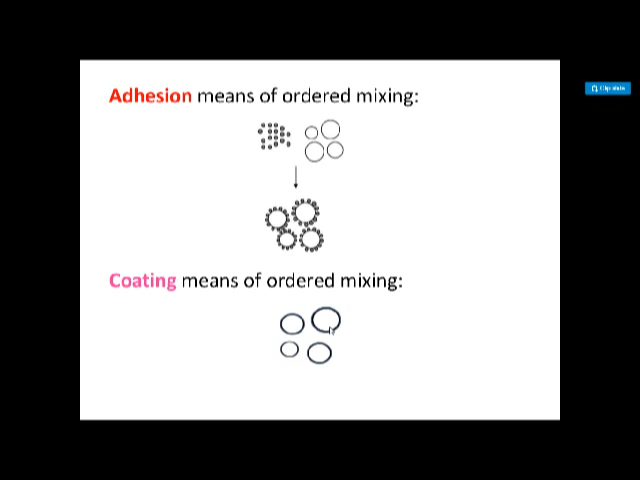 Adhesion means of ordered mixing:
Coating means of ordered mixing: